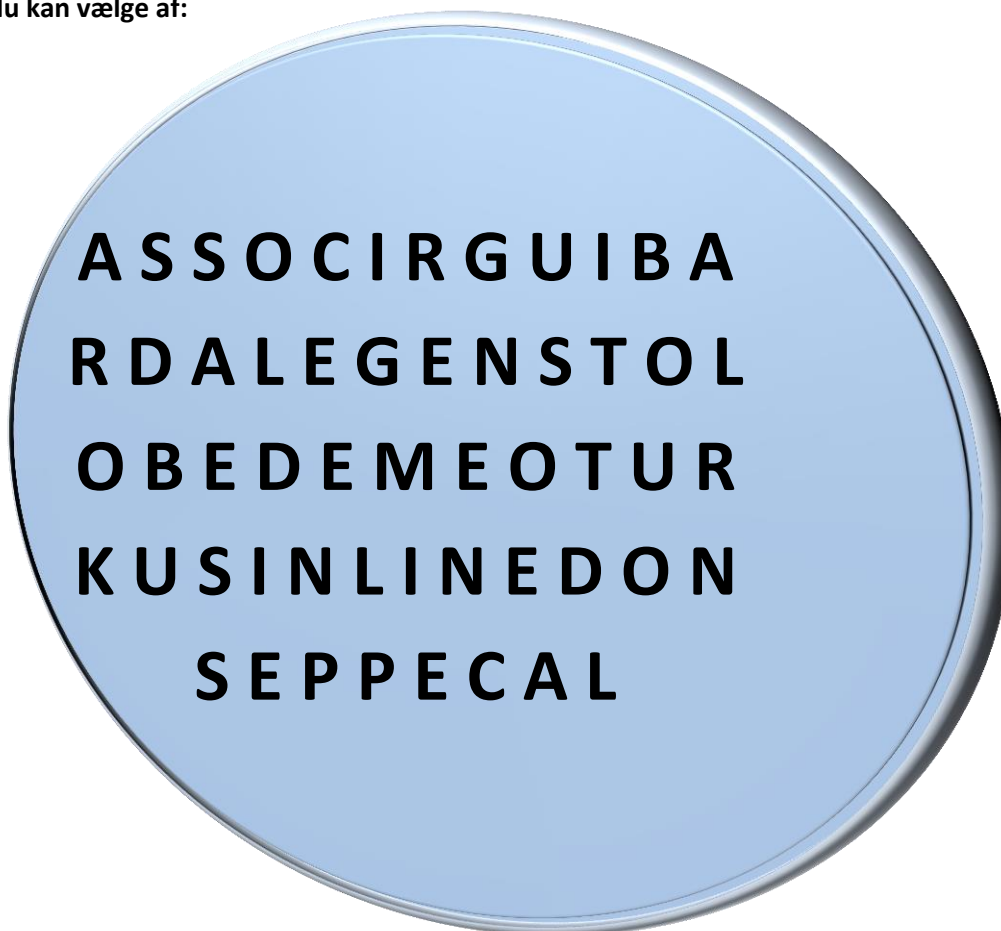 du kan vælge af:
A S S O C I R G U I B A
R D A L E G E N S T O L
O B E D E M E O T U R
K U S I N L I N E D O N
S E P P E C A L